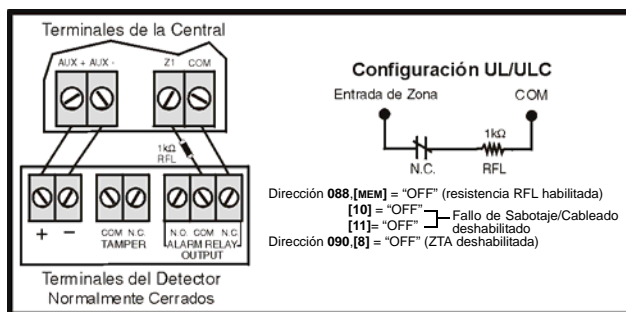 Terminales de la Central
AUX + AUX -
Z1 COM
1kΩ
RFL
+ -
COM N.C.
TAMPER
N.O. COM N.C.
ALARM RELAY
OUTPUT
Terminales del Detector
Normalmente Cerrados
Configuración UL/ULC
Entrada de Zona
COM
1kΩ
N.C.
RFL
Dirección 088,[MEM] = “OFF” (resistencia RFL habilitada)
[10] = “OFF”
[11]= “OFF”
Fallo de Sabotaje/Cableado
deshabilitado
Dirección 090,[8] = “OFF” (ZTA deshabilitada)